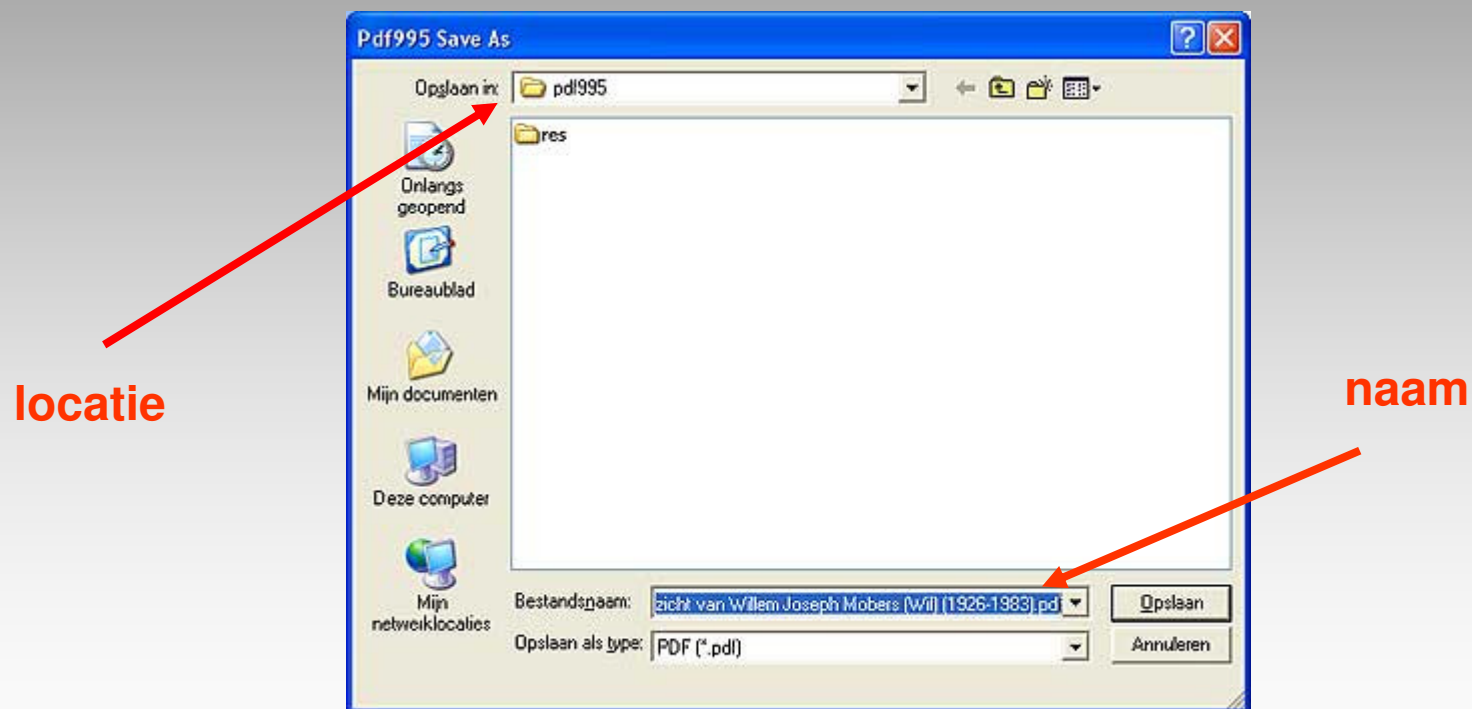 Pdf995 Save As
Opslaan in: pdf995
res
Onlangs
geopend
Bureaublad
Mijn documenten
Deze computer
Mijn
netwerklocaties
locatie
naam
Bestandsnaam: zicht van Willem Joseph Mobers (Wil) (1926-1983).pdf Opslaan
Opslaan als type: PDF (*.pdf) Annuleren